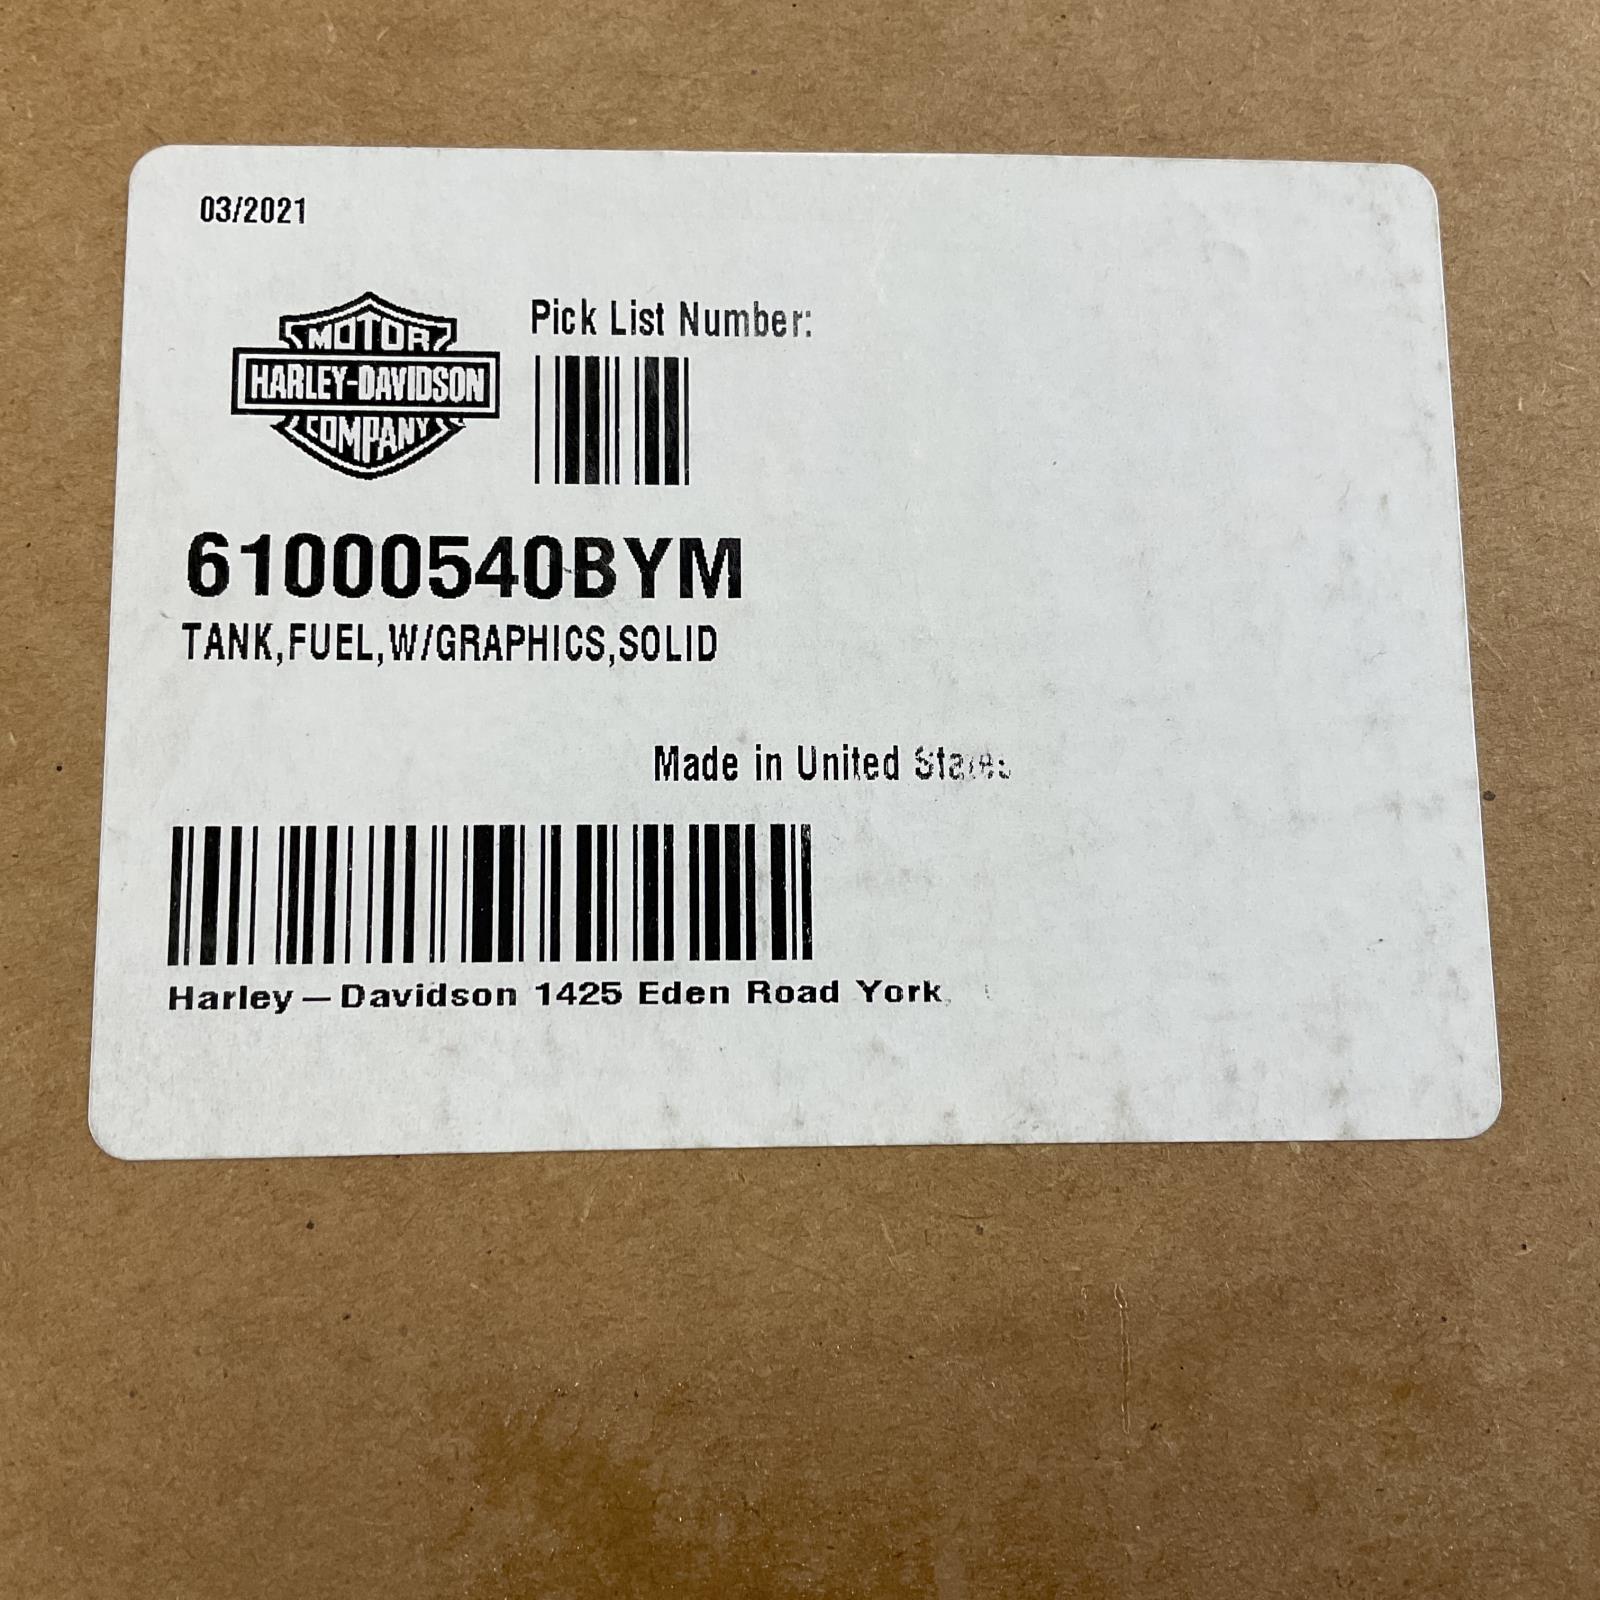 03/2021
MOTOR
HARLEY-DAVIDSON
COMPANY
Pick List Number:
61000540BYM
TANK,FUEL,W/GRAPHICS,SOLID
Made in United States
Harley-Davidson 1425 Eden Road York